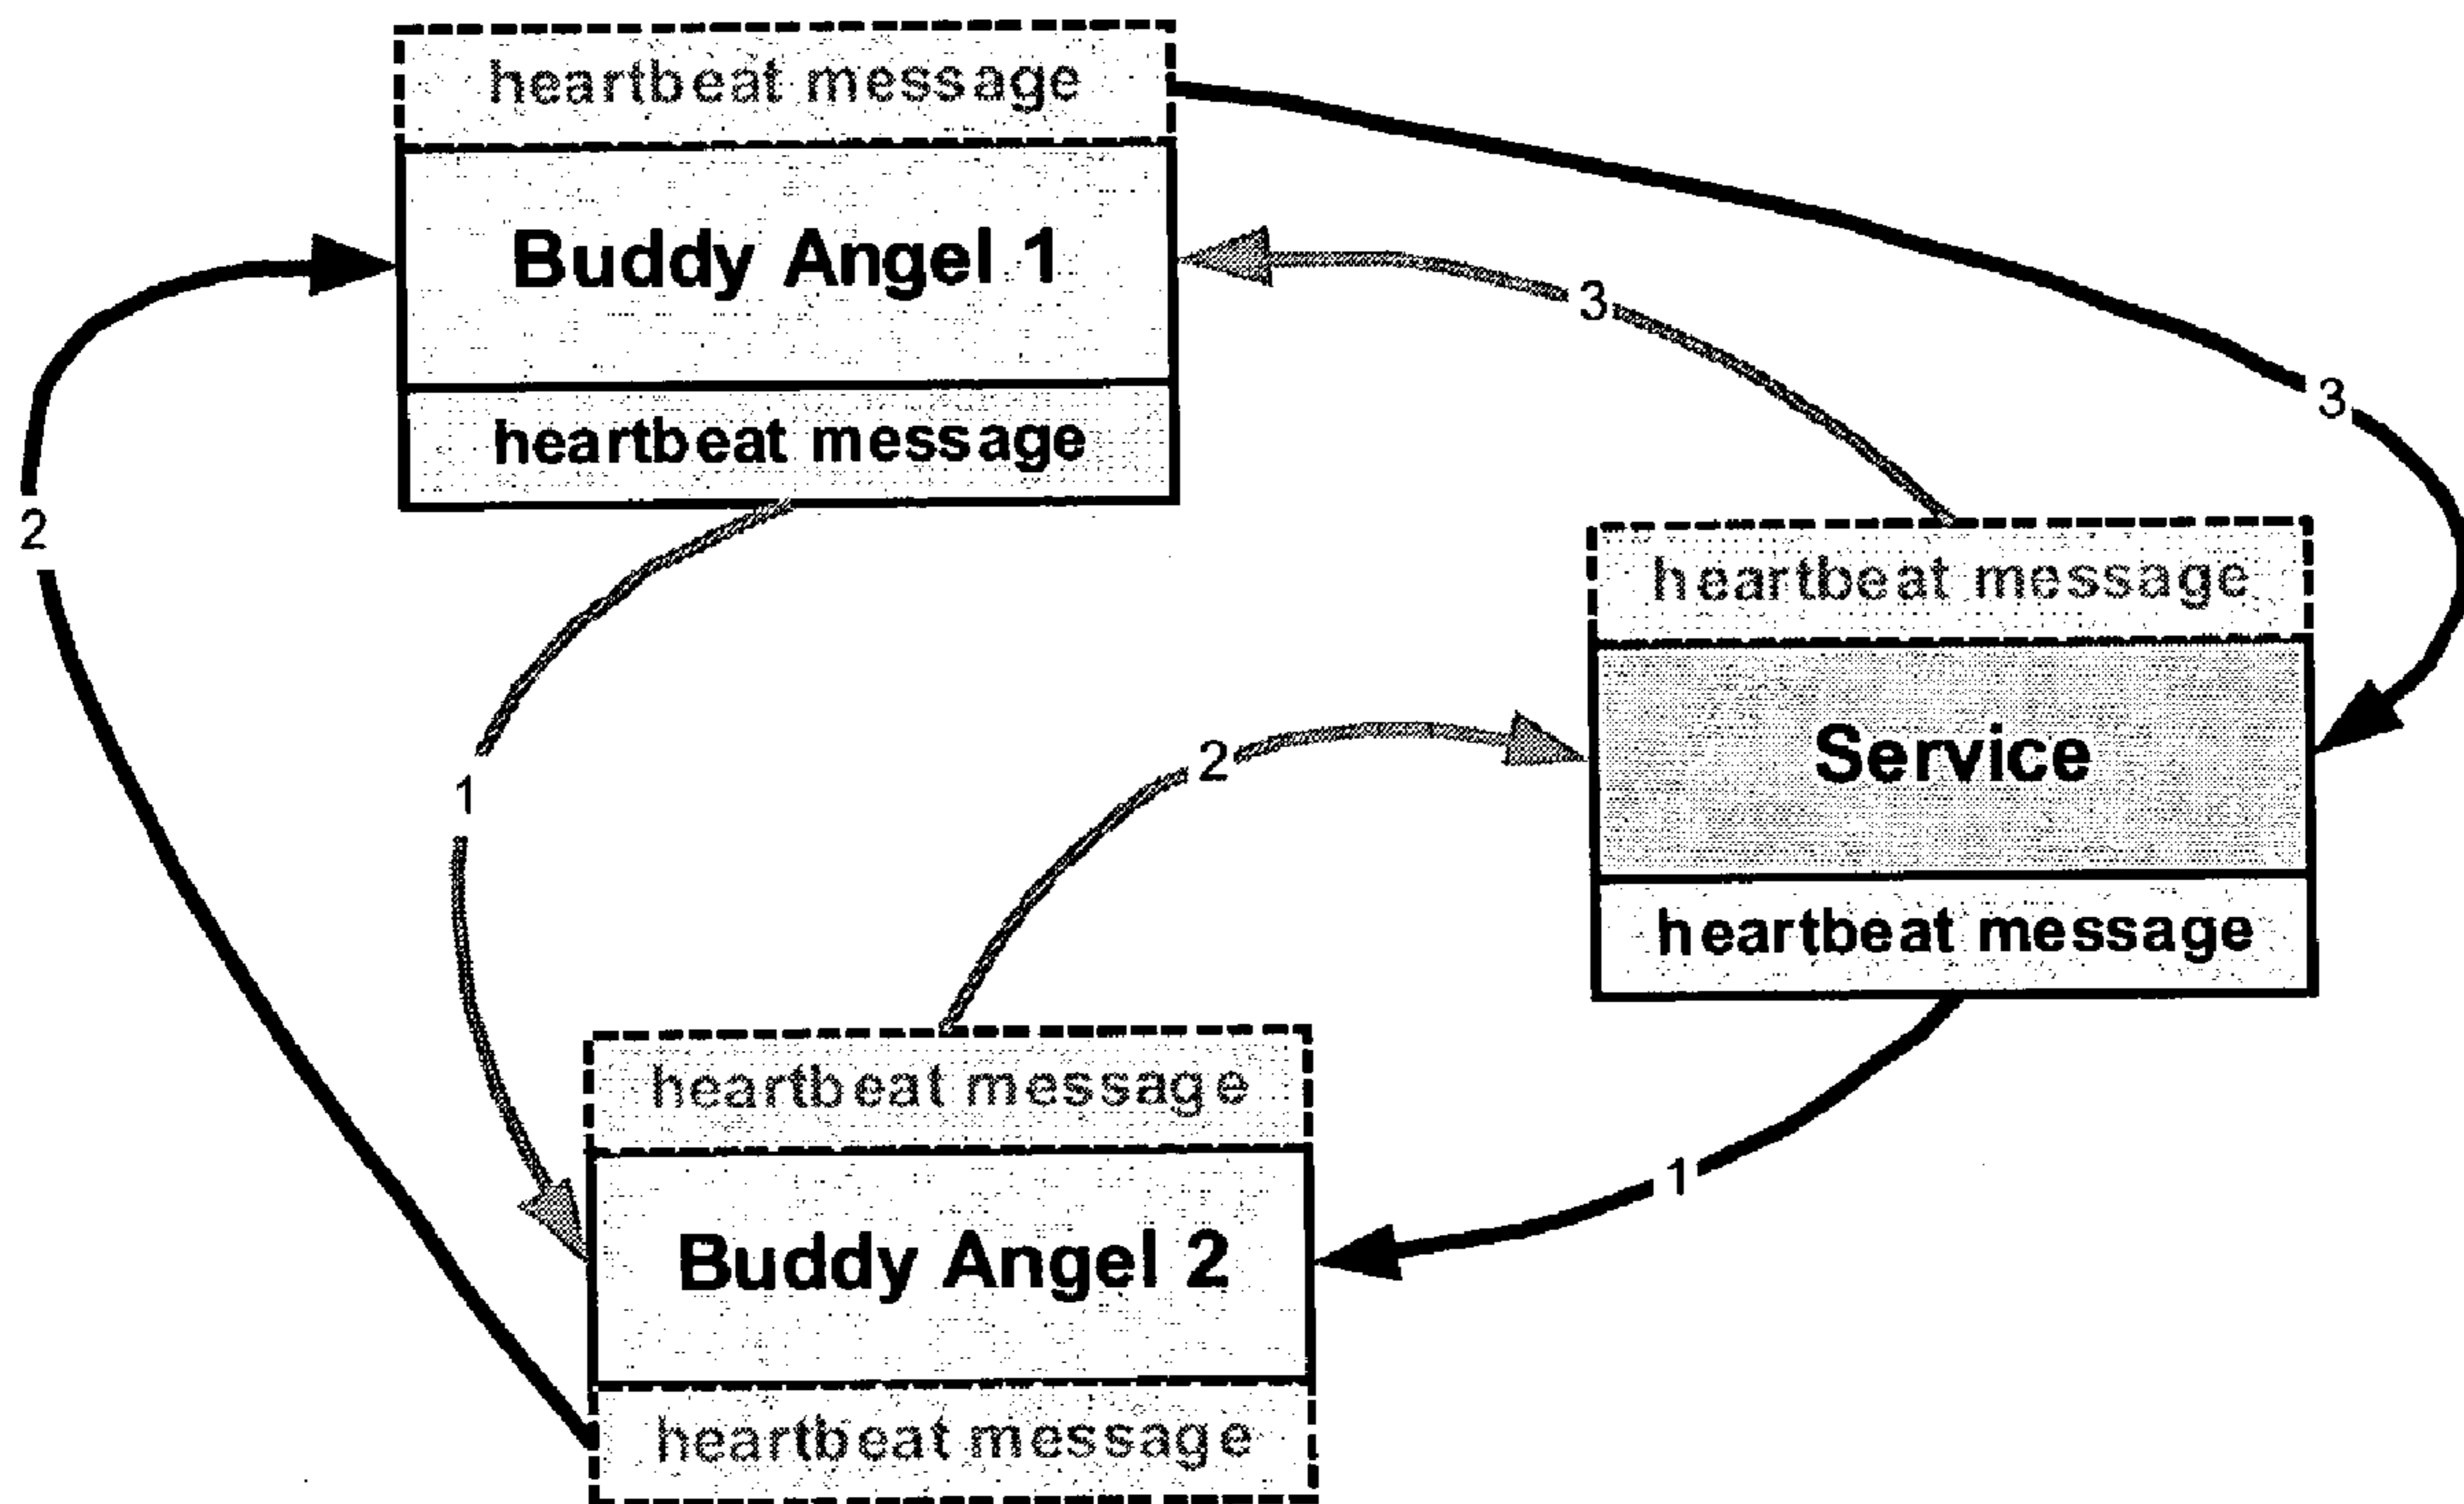 heartbeat message
Buddy Angel 1
3
3
heartbeat message
2
heartbeat message
2
Service
1
heartbeat message
heartbeat message
1
Buddy Angel 2
heartbeat message